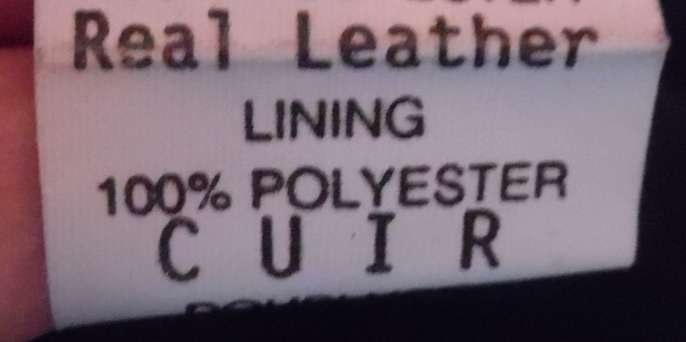 Real Leather
LINING
100% POLYESTER
C U I R